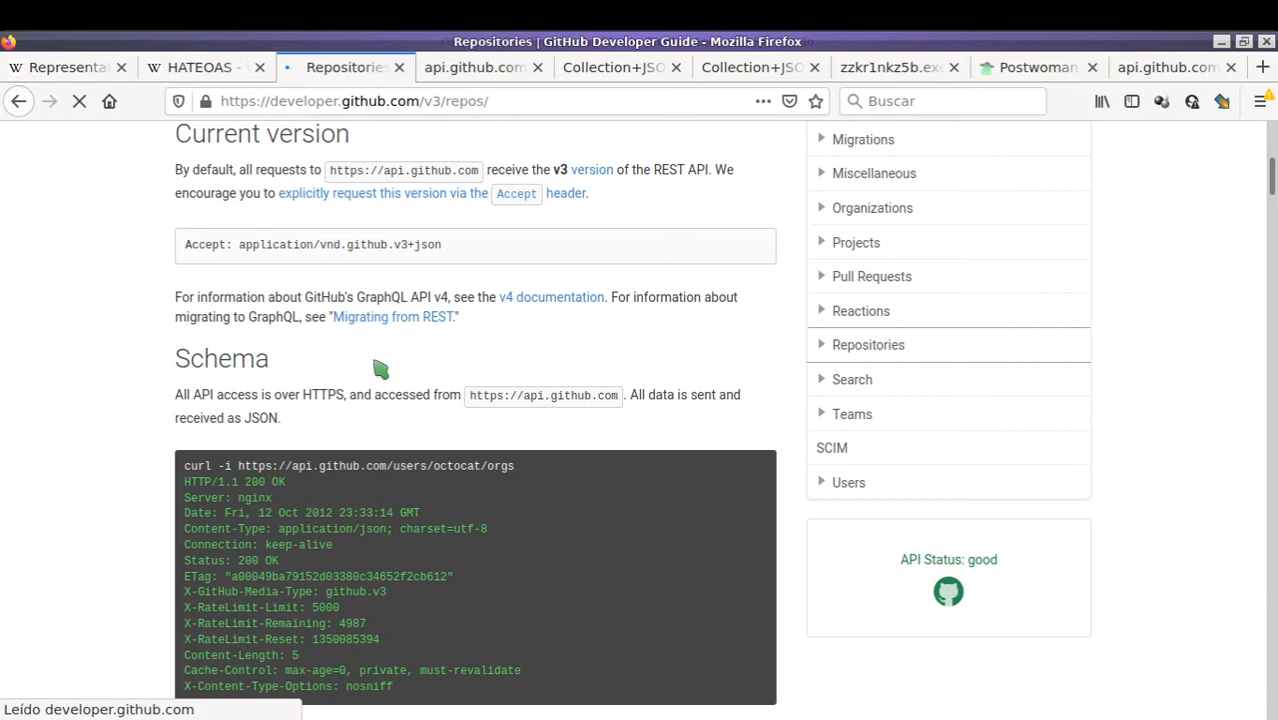 Repositories | GitHub Developer Guide - Mozilla Firefox
W Representa
W HATEOAS -
Repositories
api.github.com
Collection+JSO
Collection+JSO
zzkr1nkz5b.exe
Postwoman
api.github.com
https://developer.github.com/v3/repos/
Buscar
Current version
By default, all requests to https://api.github.com receive the v3 version of the REST API. We
encourage you to explicitly request this version via the Accept header.
Accept: application/vnd.github.v3+json
For information about GitHub's GraphQL API v4, see the v4 documentation. For information about
migrating to GraphQL, see "Migrating from REST."
Schema
All API access is over HTTPS, and accessed from https://api.github.com. All data is sent and
received as JSON.
curl -i https://api.github.com/users/octocat/orgs
HTTP/1.1 200 OK
Server: nginx
Date: Fri, 12 Oct 2012 23:33:14 GMT
Content-Type: application/json; charset=utf-8
Connection: keep-alive
Status: 200 OK
ETag: "a00049ba79152d03380c34652f2cb612"
X-GitHub-Media-Type: github.v3
X-RateLimit-Limit: 5000
X-RateLimit-Remaining: 4987
X-RateLimit-Reset: 1350085394
Content-Length: 5
Cache-Control: max-age=0, private, must-revalidate
X-Content-Type-Options: nosniff
Migrations
Miscellaneous
Organizations
Projects
Pull Requests
Reactions
Repositories
Search
Teams
SCIM
Users
API Status: good
Leído developer.github.com